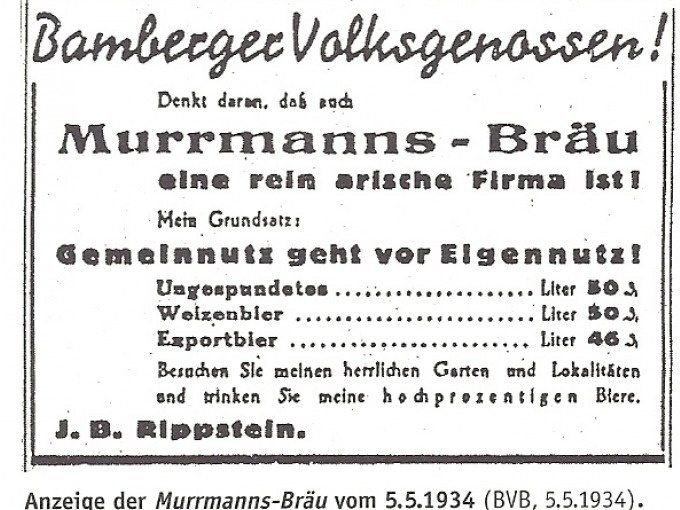 Bamberger Volksgenossen!
Denkt daran, daß auch
Murrmanns-Bräu
eine rein arische Firma ist!
Mein Grundsatz:
Gemeinnutz geht vor Eigennutz!
Ungespundetes .................... Liter 50 ₰
Weizenbier ........................ Liter 50 ₰
Exportbier ........................ Liter 46 ₰
Besuchen Sie meinen herrlichen Garten und Lokalitäten
und trinken Sie meine hochprozentigen Biere.
J. B. Rippstein.
Anzeige der Murrmanns-Bräu vom 5.5.1934 (BVB, 5.5.1934).